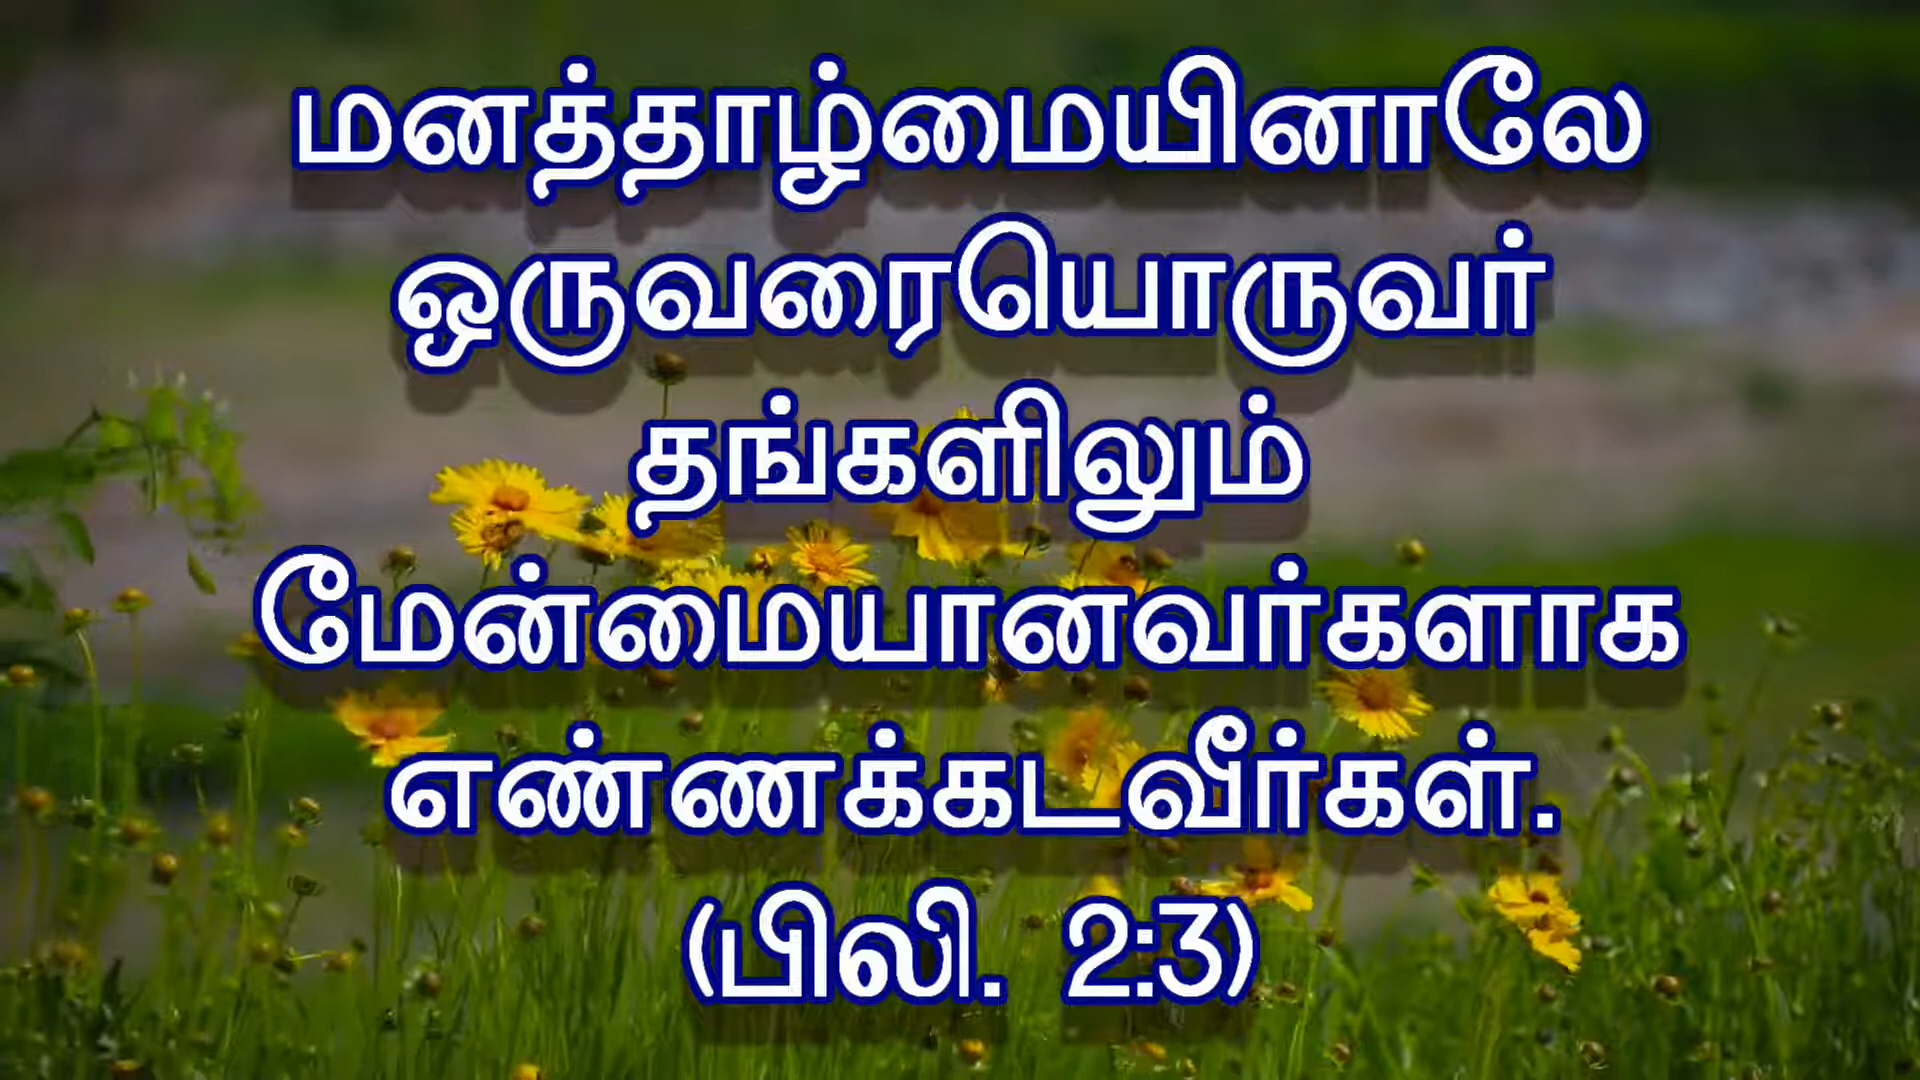 மனத்தாழ்மையினாலே
ஒருவரையொருவர்
தங்களிலும்
மேன்மையானவர்களாக
எண்ணக்கடவீர்கள்.
(பிலி. 2:3)